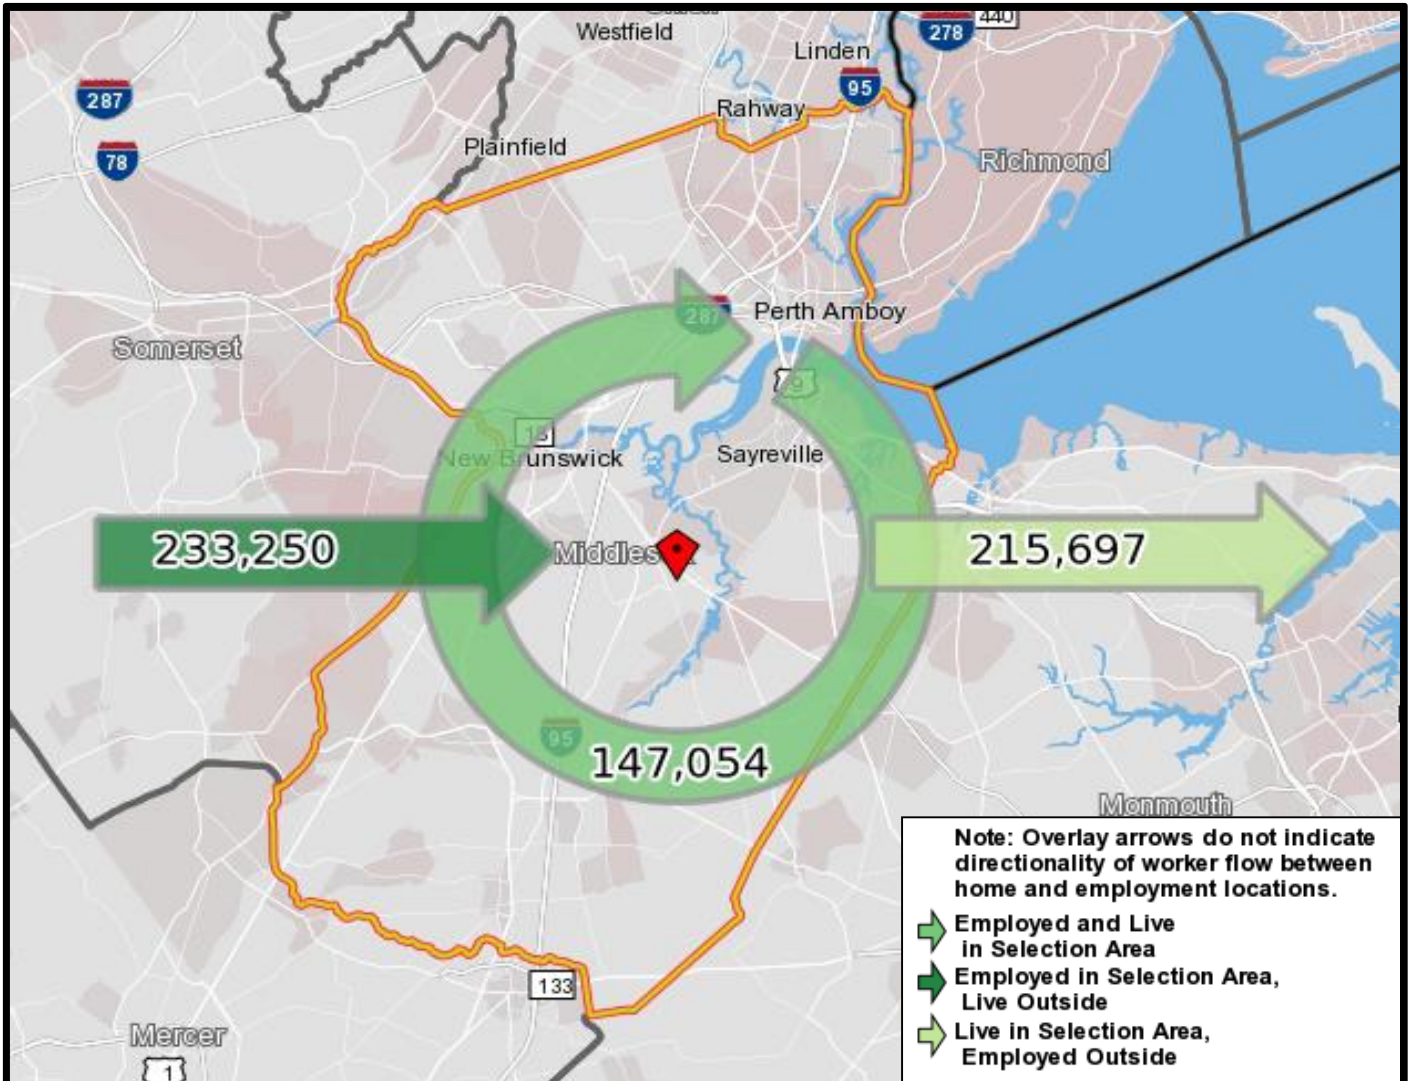 Westfield
Linden
440
278
95
287
Rahway
Plainfield
78
Richmond
Somerset
287
Perth Amboy
9
18
New Brunswick
Sayreville
233,250
Middles
215,697
95
147,054
Monmouth
133
Mercer
1
Note: Overlay arrows do not indicate
directionality of worker flow between
home and employment locations.
Employed and Live
in Selection Area
Employed in Selection Area,
Live Outside
Live in Selection Area,
Employed Outside